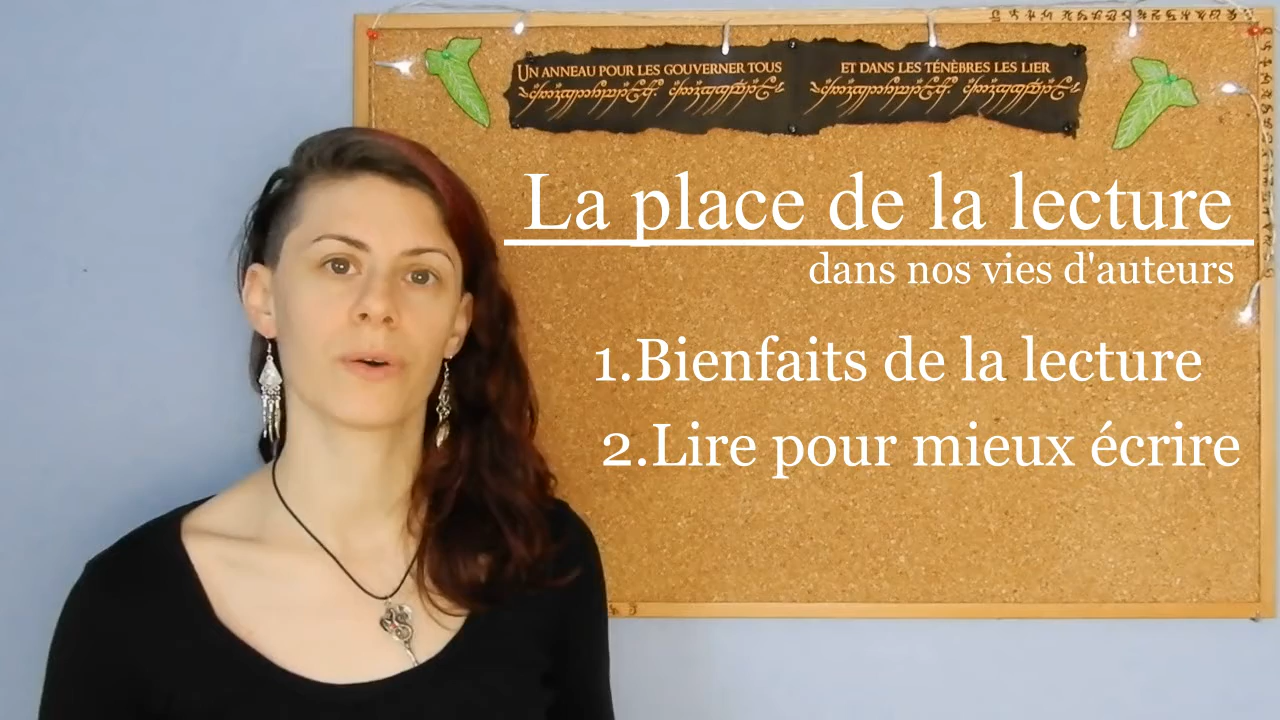 UN ANNEAU POUR LES GOUVERNER TOUS
ET DANS LES TÉNÈBRES LES LIER
La place de la lecture
dans nos vies d'auteurs
1.Bienfaits de la lecture
2.Lire pour mieux écrire